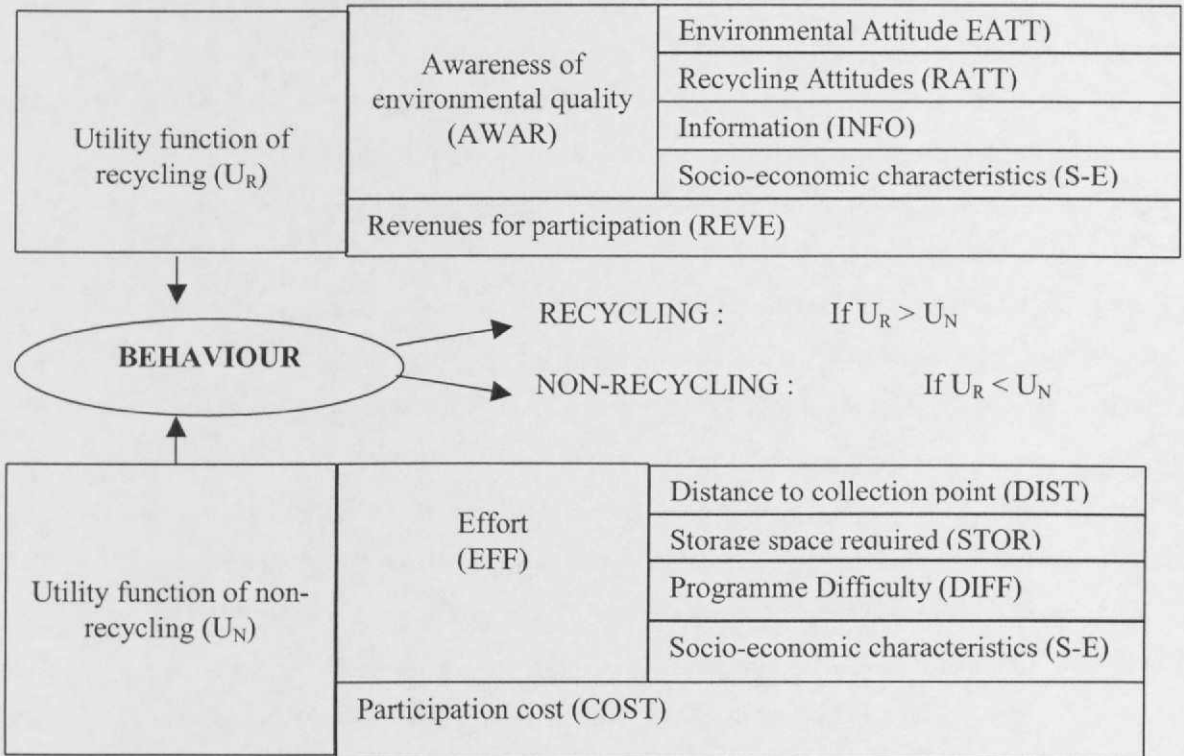 Utility function of
recycling (U_R)
Awareness of
environmental quality
(AWAR)
Environmental Attitude EATT)
Recycling Attitudes (RATT)
Information (INFO)
Socio-economic characteristics (S-E)
Revenues for participation (REVE)
BEHAVIOUR
RECYCLING : If U_R > U_N
NON-RECYCLING : If U_R < U_N
Utility function of non-
recycling (U_N)
Effort
(EFF)
Distance to collection point (DIST)
Storage space required (STOR)
Programme Difficulty (DIFF)
Socio-economic characteristics (S-E)
Participation cost (COST)